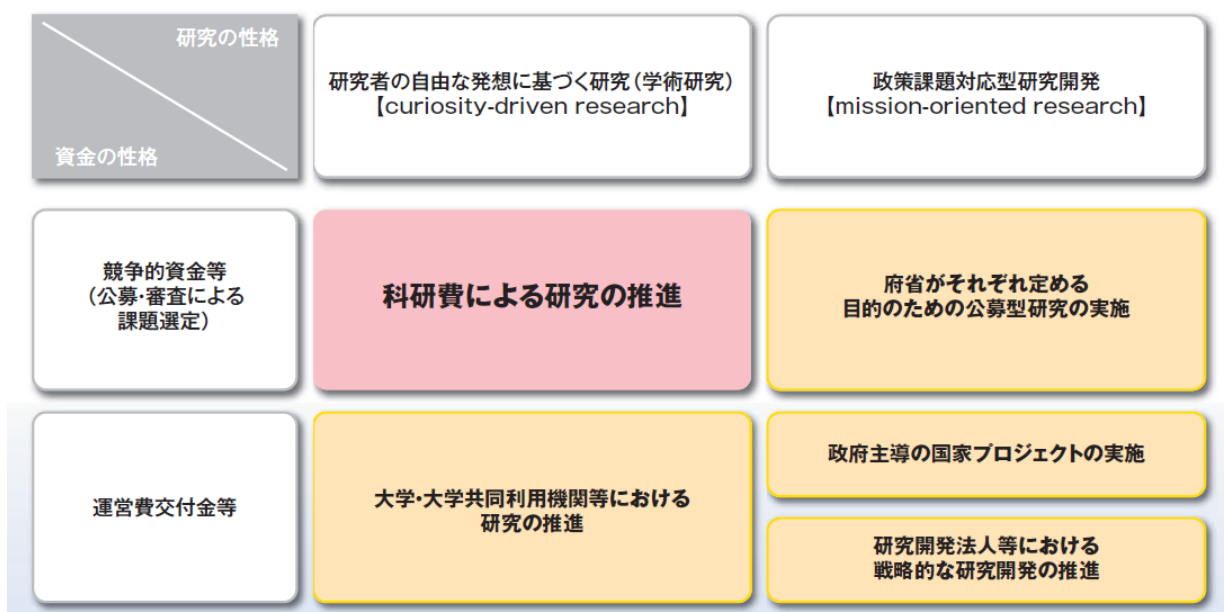 研究の性格
資金の性格
研究者の自由な発想に基づく研究(学術研究)
【curiosity-driven research】
政策課題対応型研究開発
【mission-oriented research】
競争的資金等
(公募・審査による
課題選定)
科研費による研究の推進
府省がそれぞれ定める
目的のための公募型研究の実施
運営費交付金等
大学・大学共同利用機関等における
研究の推進
政府主導の国家プロジェクトの実施
研究開発法人等における
戦略的な研究開発の推進